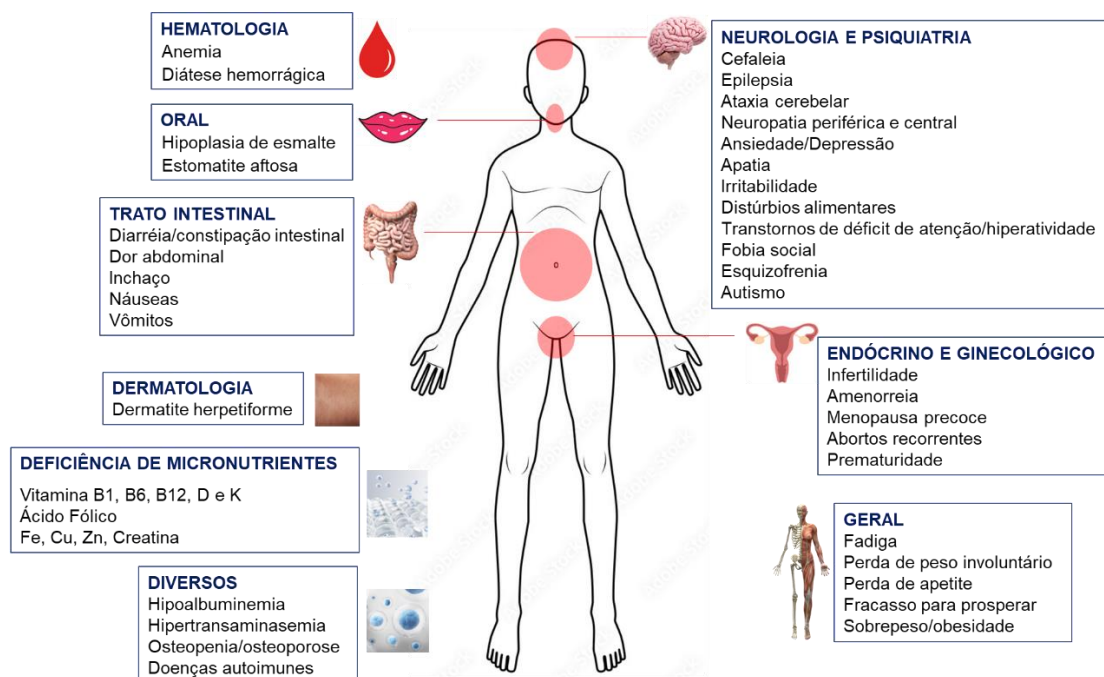 HEMATOLOGIA
Anemia
Diátese hemorrágica
ORAL
Hipoplasia de esmalte
Estomatite aftosa
TRATO INTESTINAL
Diarréia/constipação intestinal
Dor abdominal
Inchaço
Náuseas
Vômitos
DERMATOLOGIA
Dermatite herpetiforme
DEFICIÊNCIA DE MICRONUTRIENTES
Vitamina B1, B6, B12, D e K
Ácido Fólico
Fe, Cu, Zn, Creatina
DIVERSOS
Hipoalbuminemia
Hipertransaminasemia
Osteopenia/osteoporose
Doenças autoimunes
NEUROLOGIA E PSIQUIATRIA
Cefaleia
Epilepsia
Ataxia cerebelar
Neuropatia periférica e central
Ansiedade/Depressão
Apatia
Irritabilidade
Distúrbios alimentares
Transtornos de déficit de atenção/hiperatividade
Fobia social
Esquizofrenia
Autismo
ENDÓCRINO E GINECOLÓGICO
Infertilidade
Amenorreia
Menopausa precoce
Abortos recorrentes
Prematuridade
GERAL
Fadiga
Perda de peso involuntário
Perda de apetite
Fracasso para prosperar
Sobrepeso/obesidade